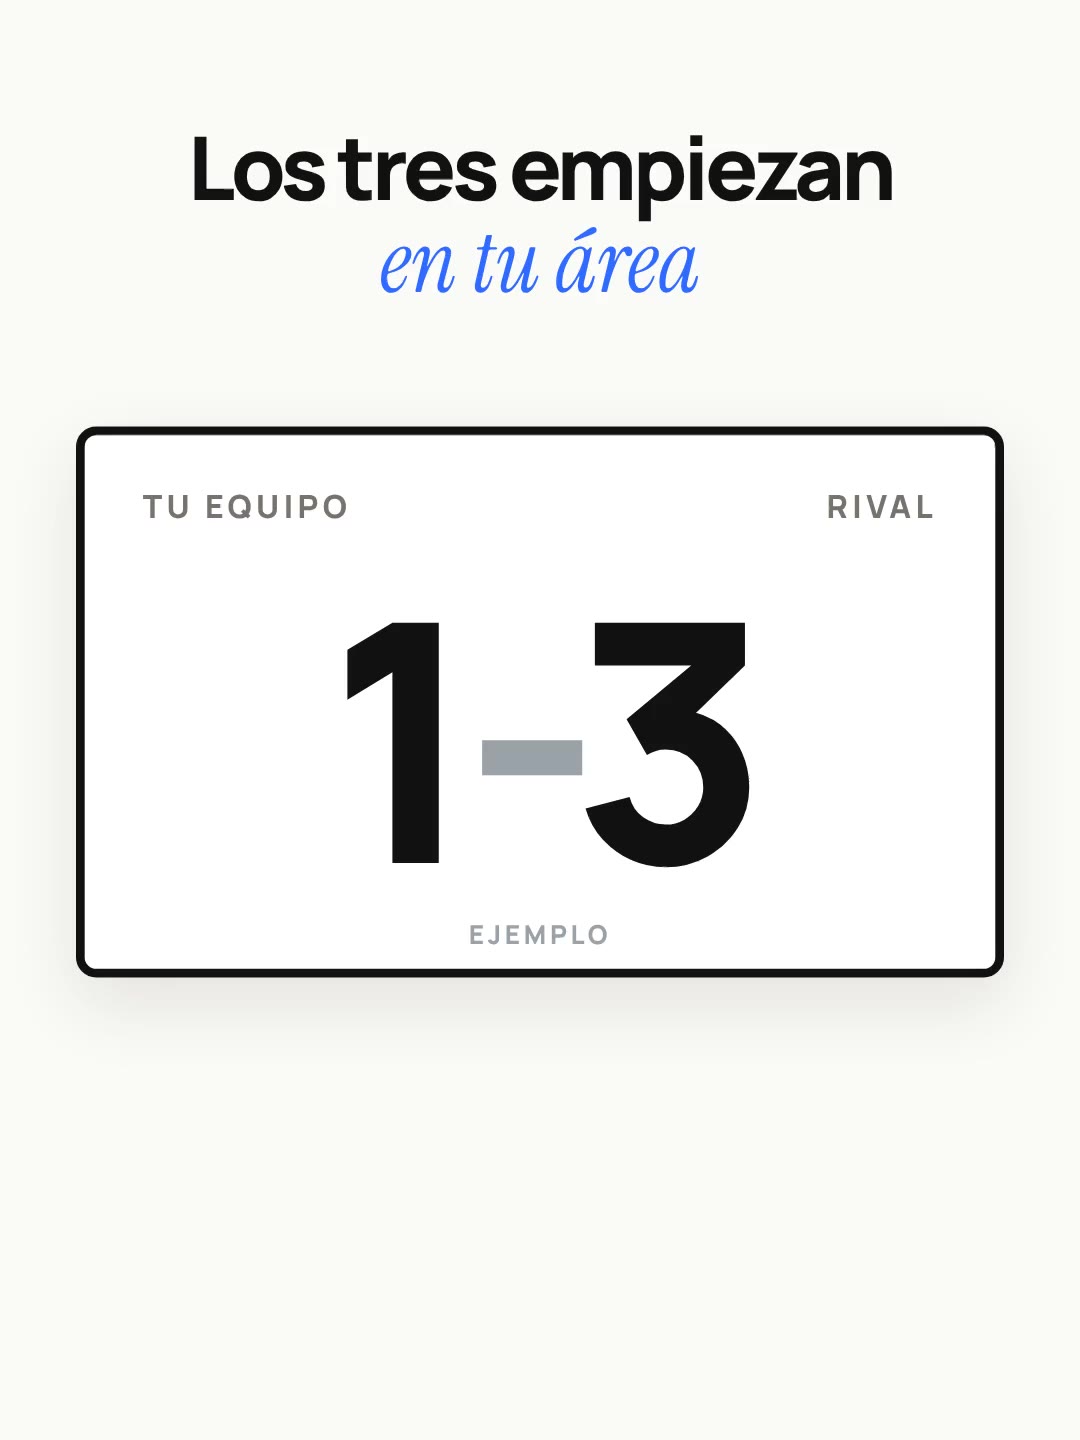 Los tres empiezan
en tu área
TU EQUIPO
RIVAL
1–3
EJEMPLO